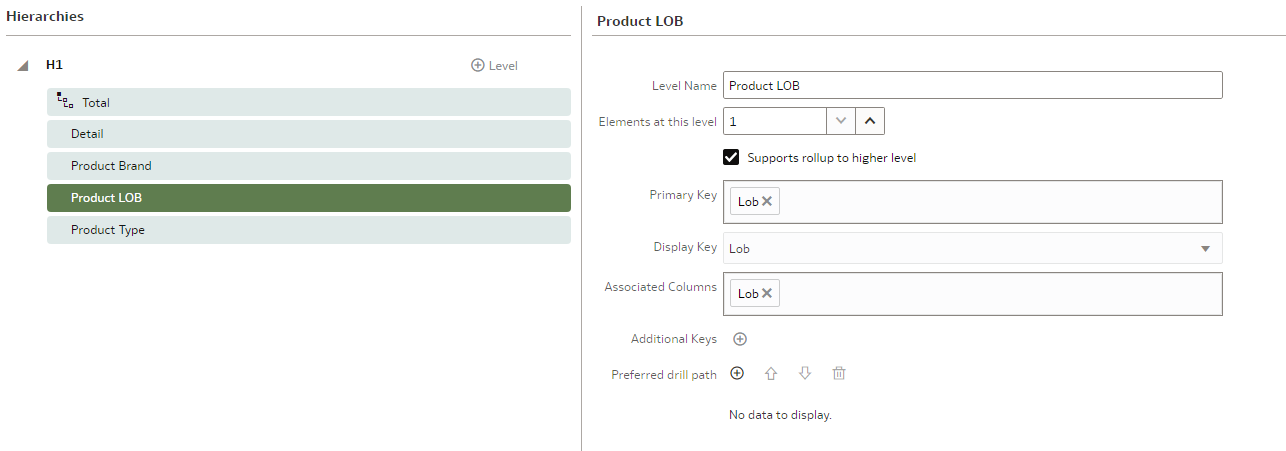 Hierarchies
H1
Level
Total
Detail
Product Brand
Product LOB
Product Type
Product LOB
Level Name Product LOB
Elements at this level 1
Supports rollup to higher level
Primary Key Lob
Display Key Lob
Associated Columns Lob
Additional Keys
Preferred drill path
No data to display.